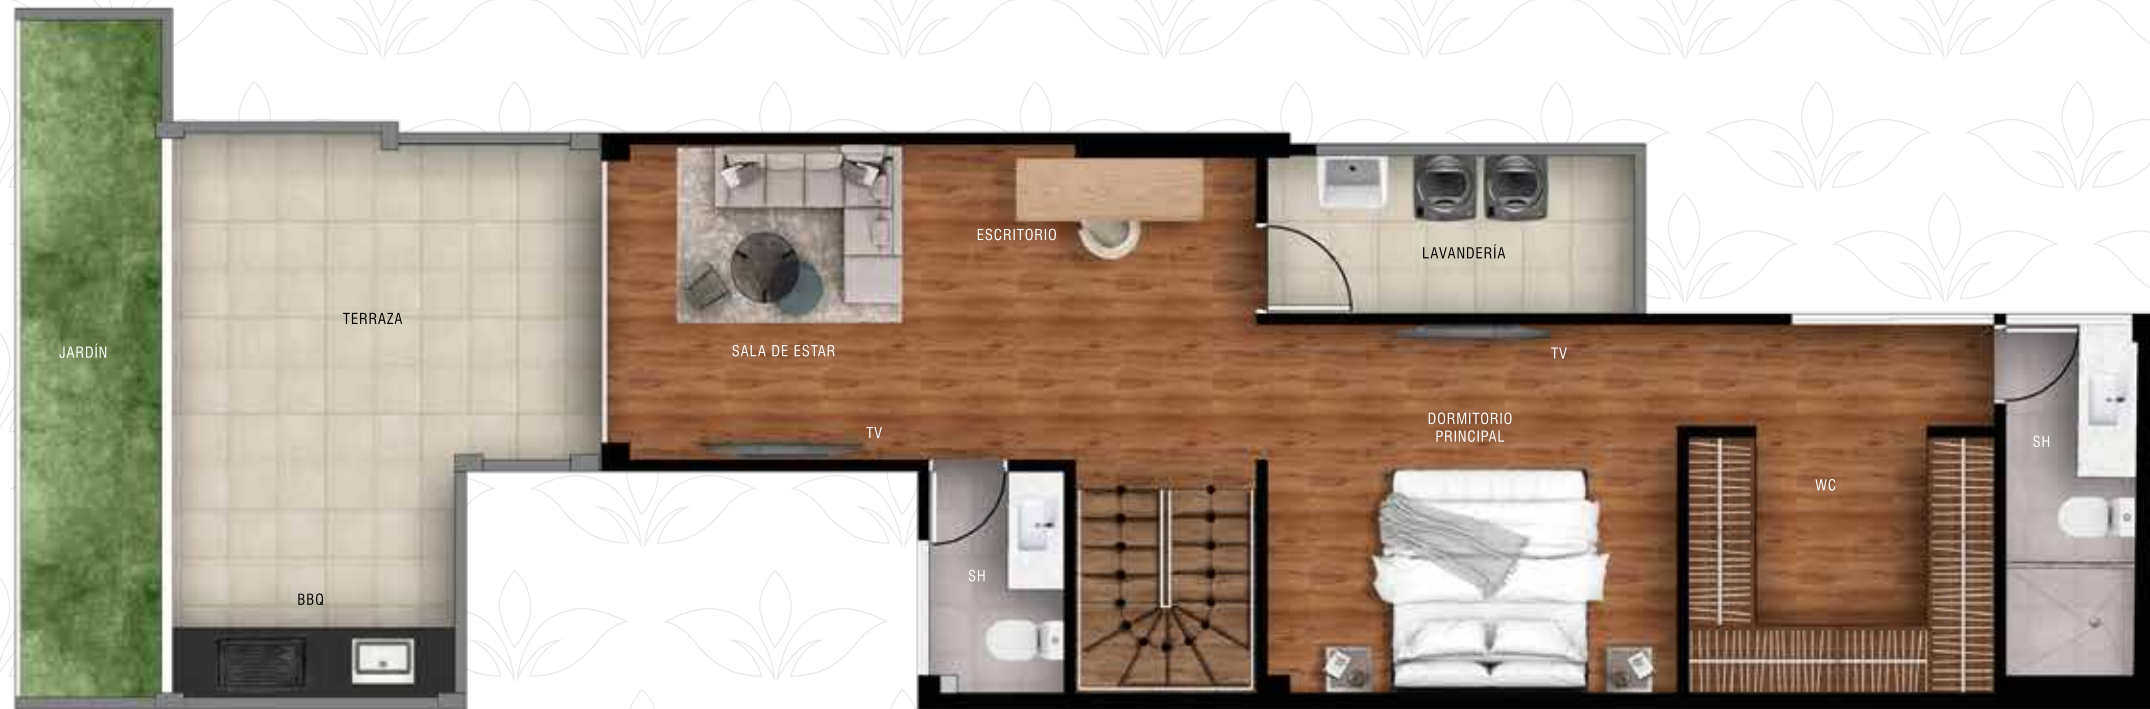 JARDÍN
TERRAZA
BBQ
SALA DE ESTAR
TV
ESCRITORIO
SH
LAVANDERÍA
TV
DORMITORIO
PRINCIPAL
WC
SH